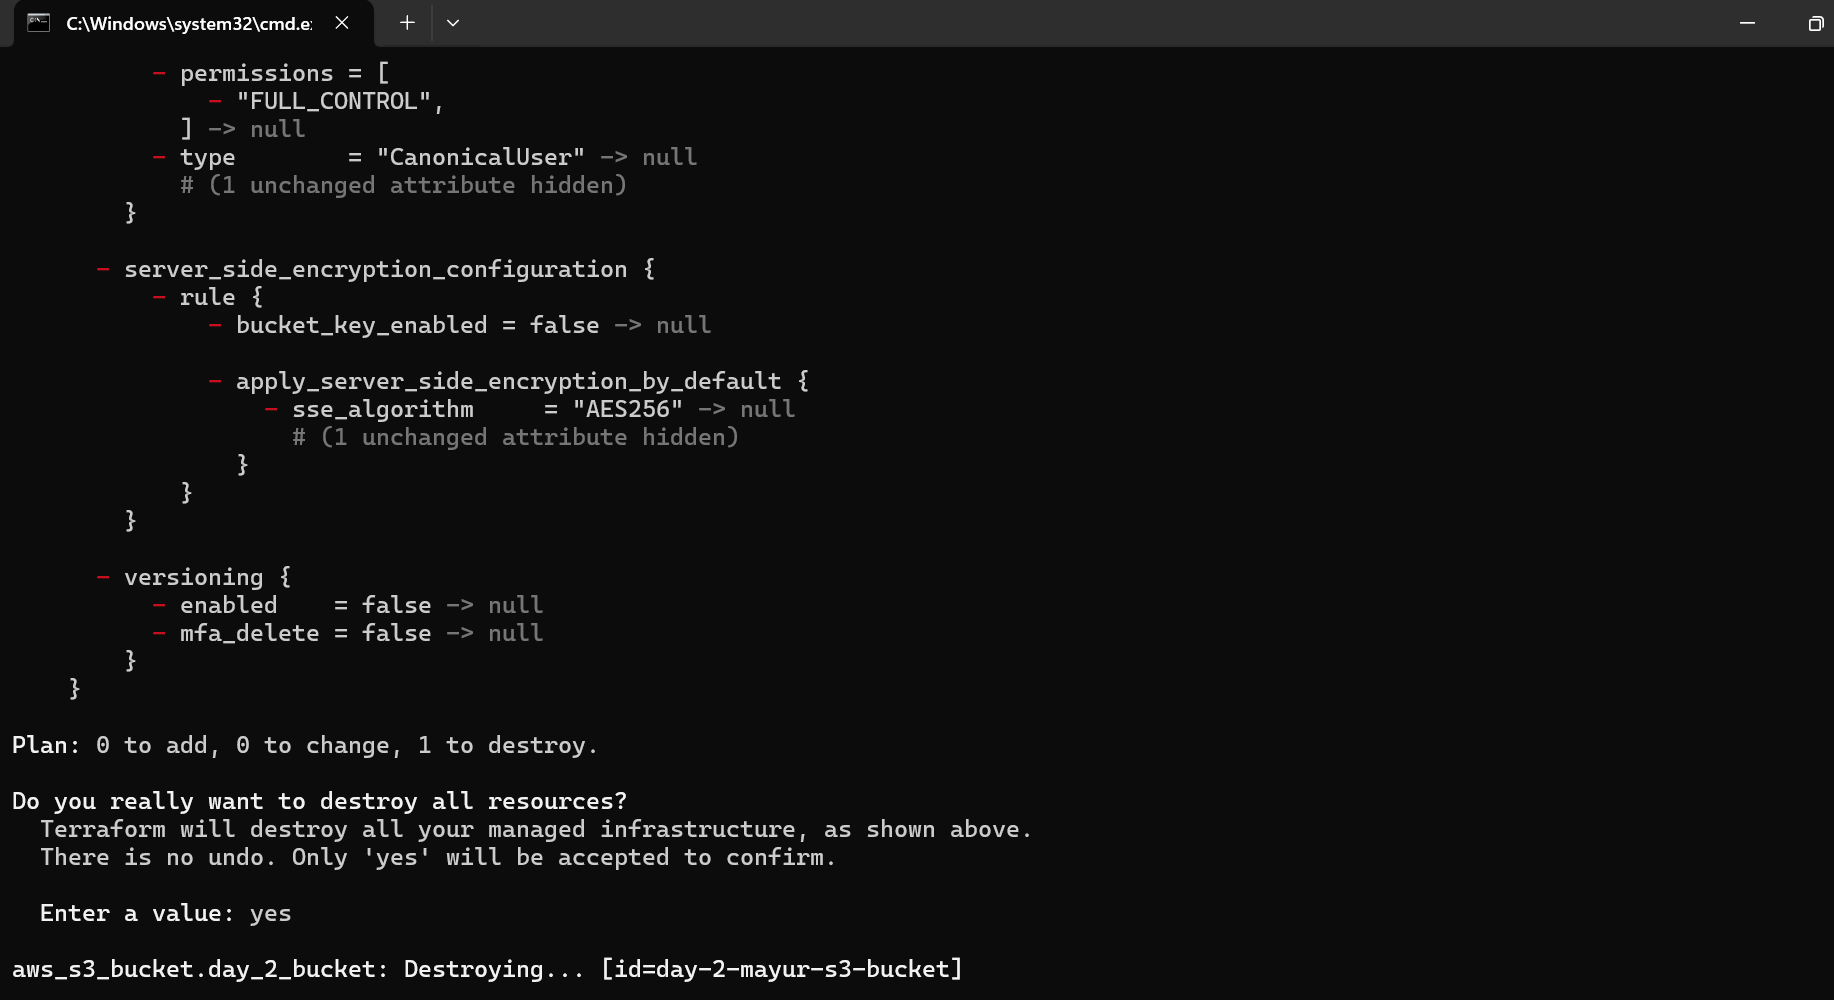 C:\Windows\system32\cmd.e
- permissions = [
- "FULL_CONTROL",
] -> null
- type        = "CanonicalUser" -> null
# (1 unchanged attribute hidden)
}
- server_side_encryption_configuration {
- rule {
- bucket_key_enabled = false -> null
- apply_server_side_encryption_by_default {
- sse_algorithm     = "AES256" -> null
# (1 unchanged attribute hidden)
}
}
}
- versioning {
- enabled    = false -> null
- mfa_delete = false -> null
}
}
Plan: 0 to add, 0 to change, 1 to destroy.
Do you really want to destroy all resources?
Terraform will destroy all your managed infrastructure, as shown above.
There is no undo. Only 'yes' will be accepted to confirm.
Enter a value: yes
aws_s3_bucket.day_2_bucket: Destroying... [id=day-2-mayur-s3-bucket]